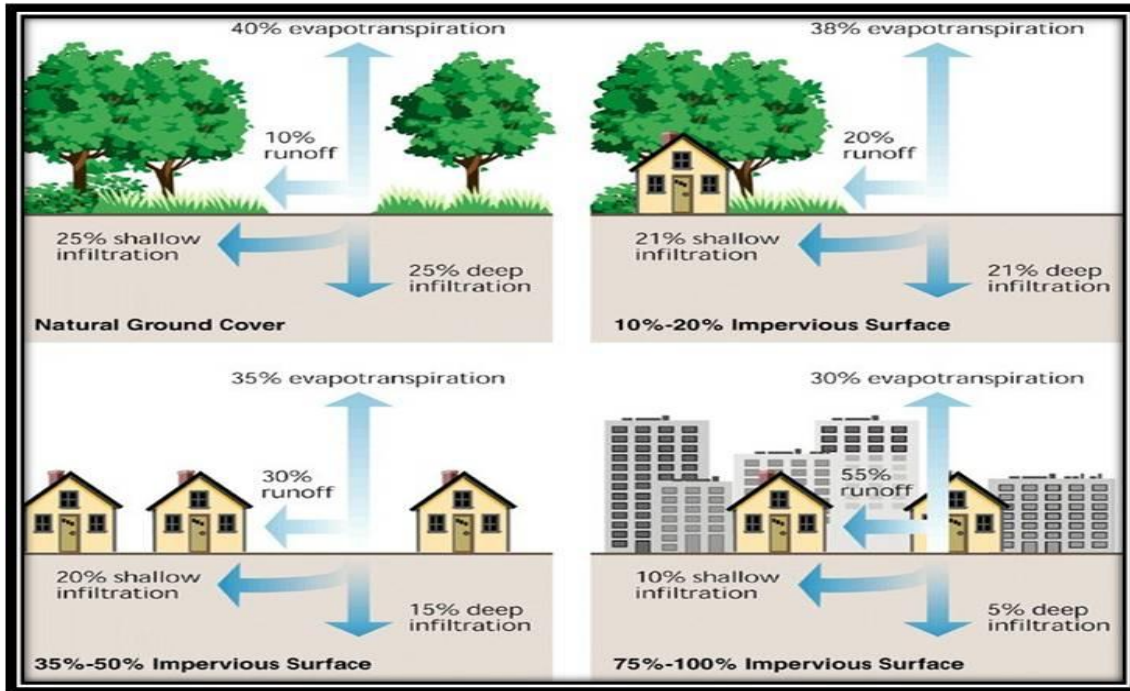 40% evapotranspiration
10%
runoff
25% shallow
infiltration
25% deep
infiltration
Natural Ground Cover
38% evapotranspiration
20%
runoff
21% shallow
infiltration
21% deep
infiltration
10%-20% Impervious Surface
35% evapotranspiration
30%
runoff
20% shallow
infiltration
15% deep
infiltration
35%-50% Impervious Surface
30% evapotranspiration
55%
runoff
10% shallow
infiltration
5% deep
infiltration
75%-100% Impervious Surface